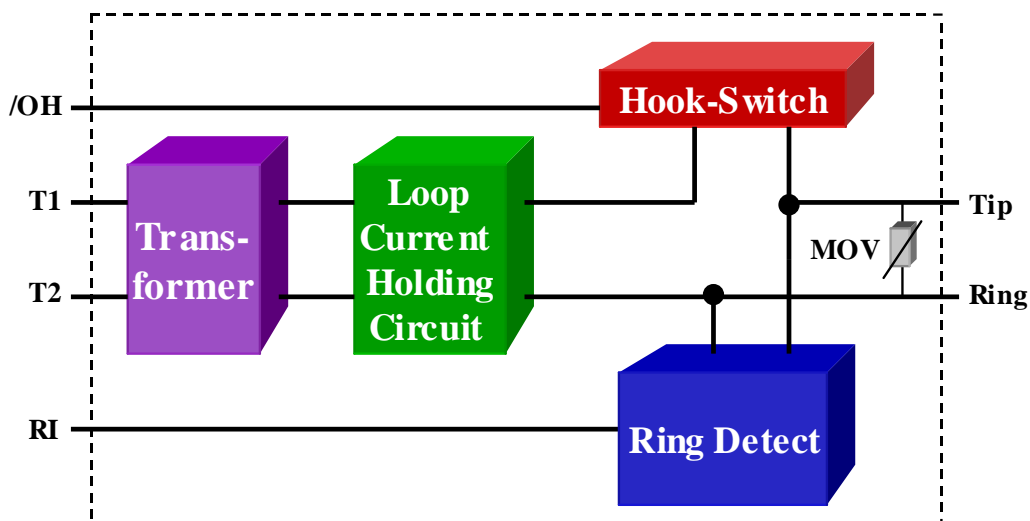 /OH
Hook-Switch
T1
Trans-
former
Loop
Current
Holding
Circuit
Tip
MOV
T2
Ring
RI
Ring Detect